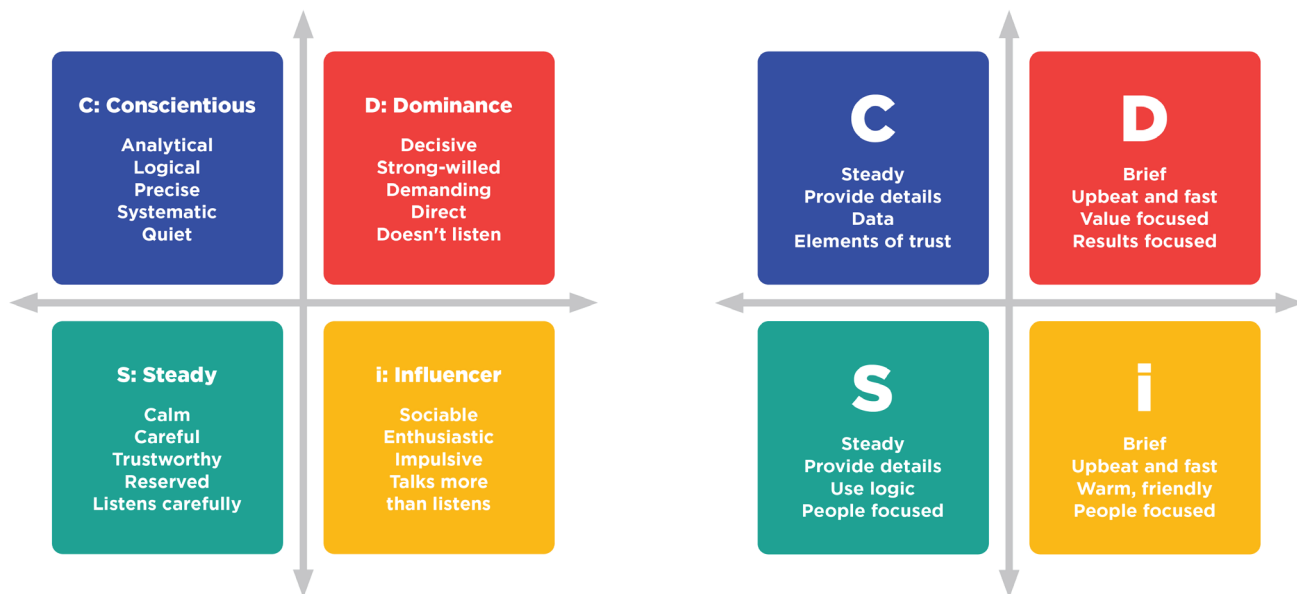 C: Conscientious
Analytical
Logical
Precise
Systematic
Quiet
D: Dominance
Decisive
Strong-willed
Demanding
Direct
Doesn't listen
S: Steady
Calm
Careful
Trustworthy
Reserved
Listens carefully
i: Influencer
Sociable
Enthusiastic
Impulsive
Talks more
than listens
C
Steady
Provide details
Data
Elements of trust
D
Brief
Upbeat and fast
Value focused
Results focused
S
Steady
Provide details
Use logic
People focused
i
Brief
Upbeat and fast
Warm, friendly
People focused